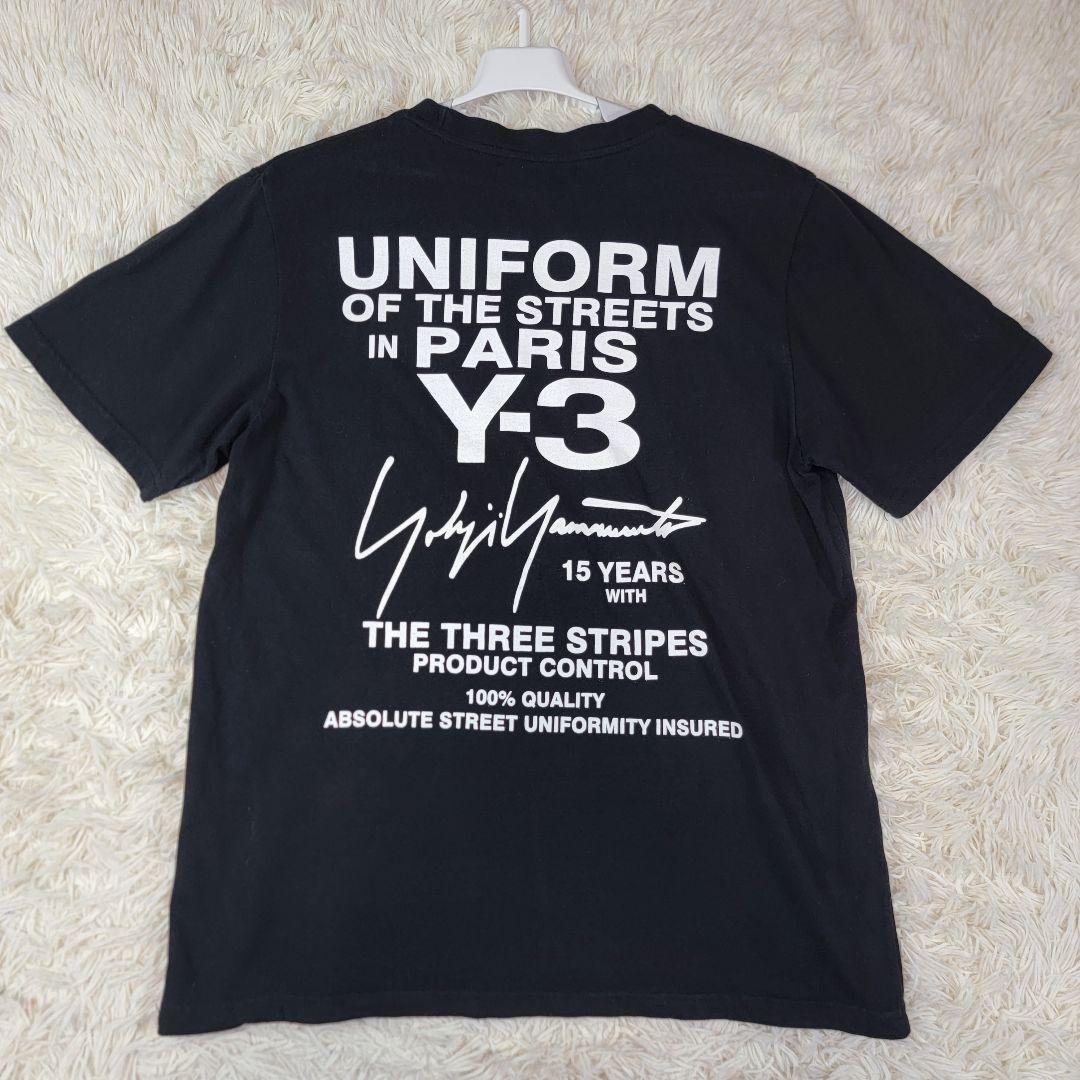 UNIFORM
OF THE STREETS
IN PARIS
Y-3
Yohji Yamamoto
15 YEARS
WITH
THE THREE STRIPES
PRODUCT CONTROL
100% QUALITY
ABSOLUTE STREET UNIFORMITY INSURED